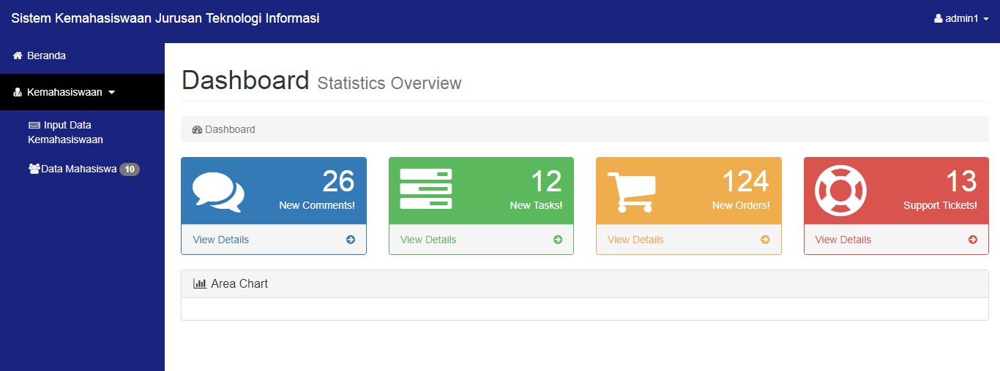 Sistem Kemahasiswaan Jurusan Teknologi Informasi
admin1
Beranda
Kemahasiswaan
Input Data
Kemahasiswaan
Data Mahasiswa 10
Dashboard Statistics Overview
Dashboard
26
New Comments!
View Details
12
New Tasks!
View Details
124
New Orders!
View Details
13
Support Tickets!
View Details
Area Chart